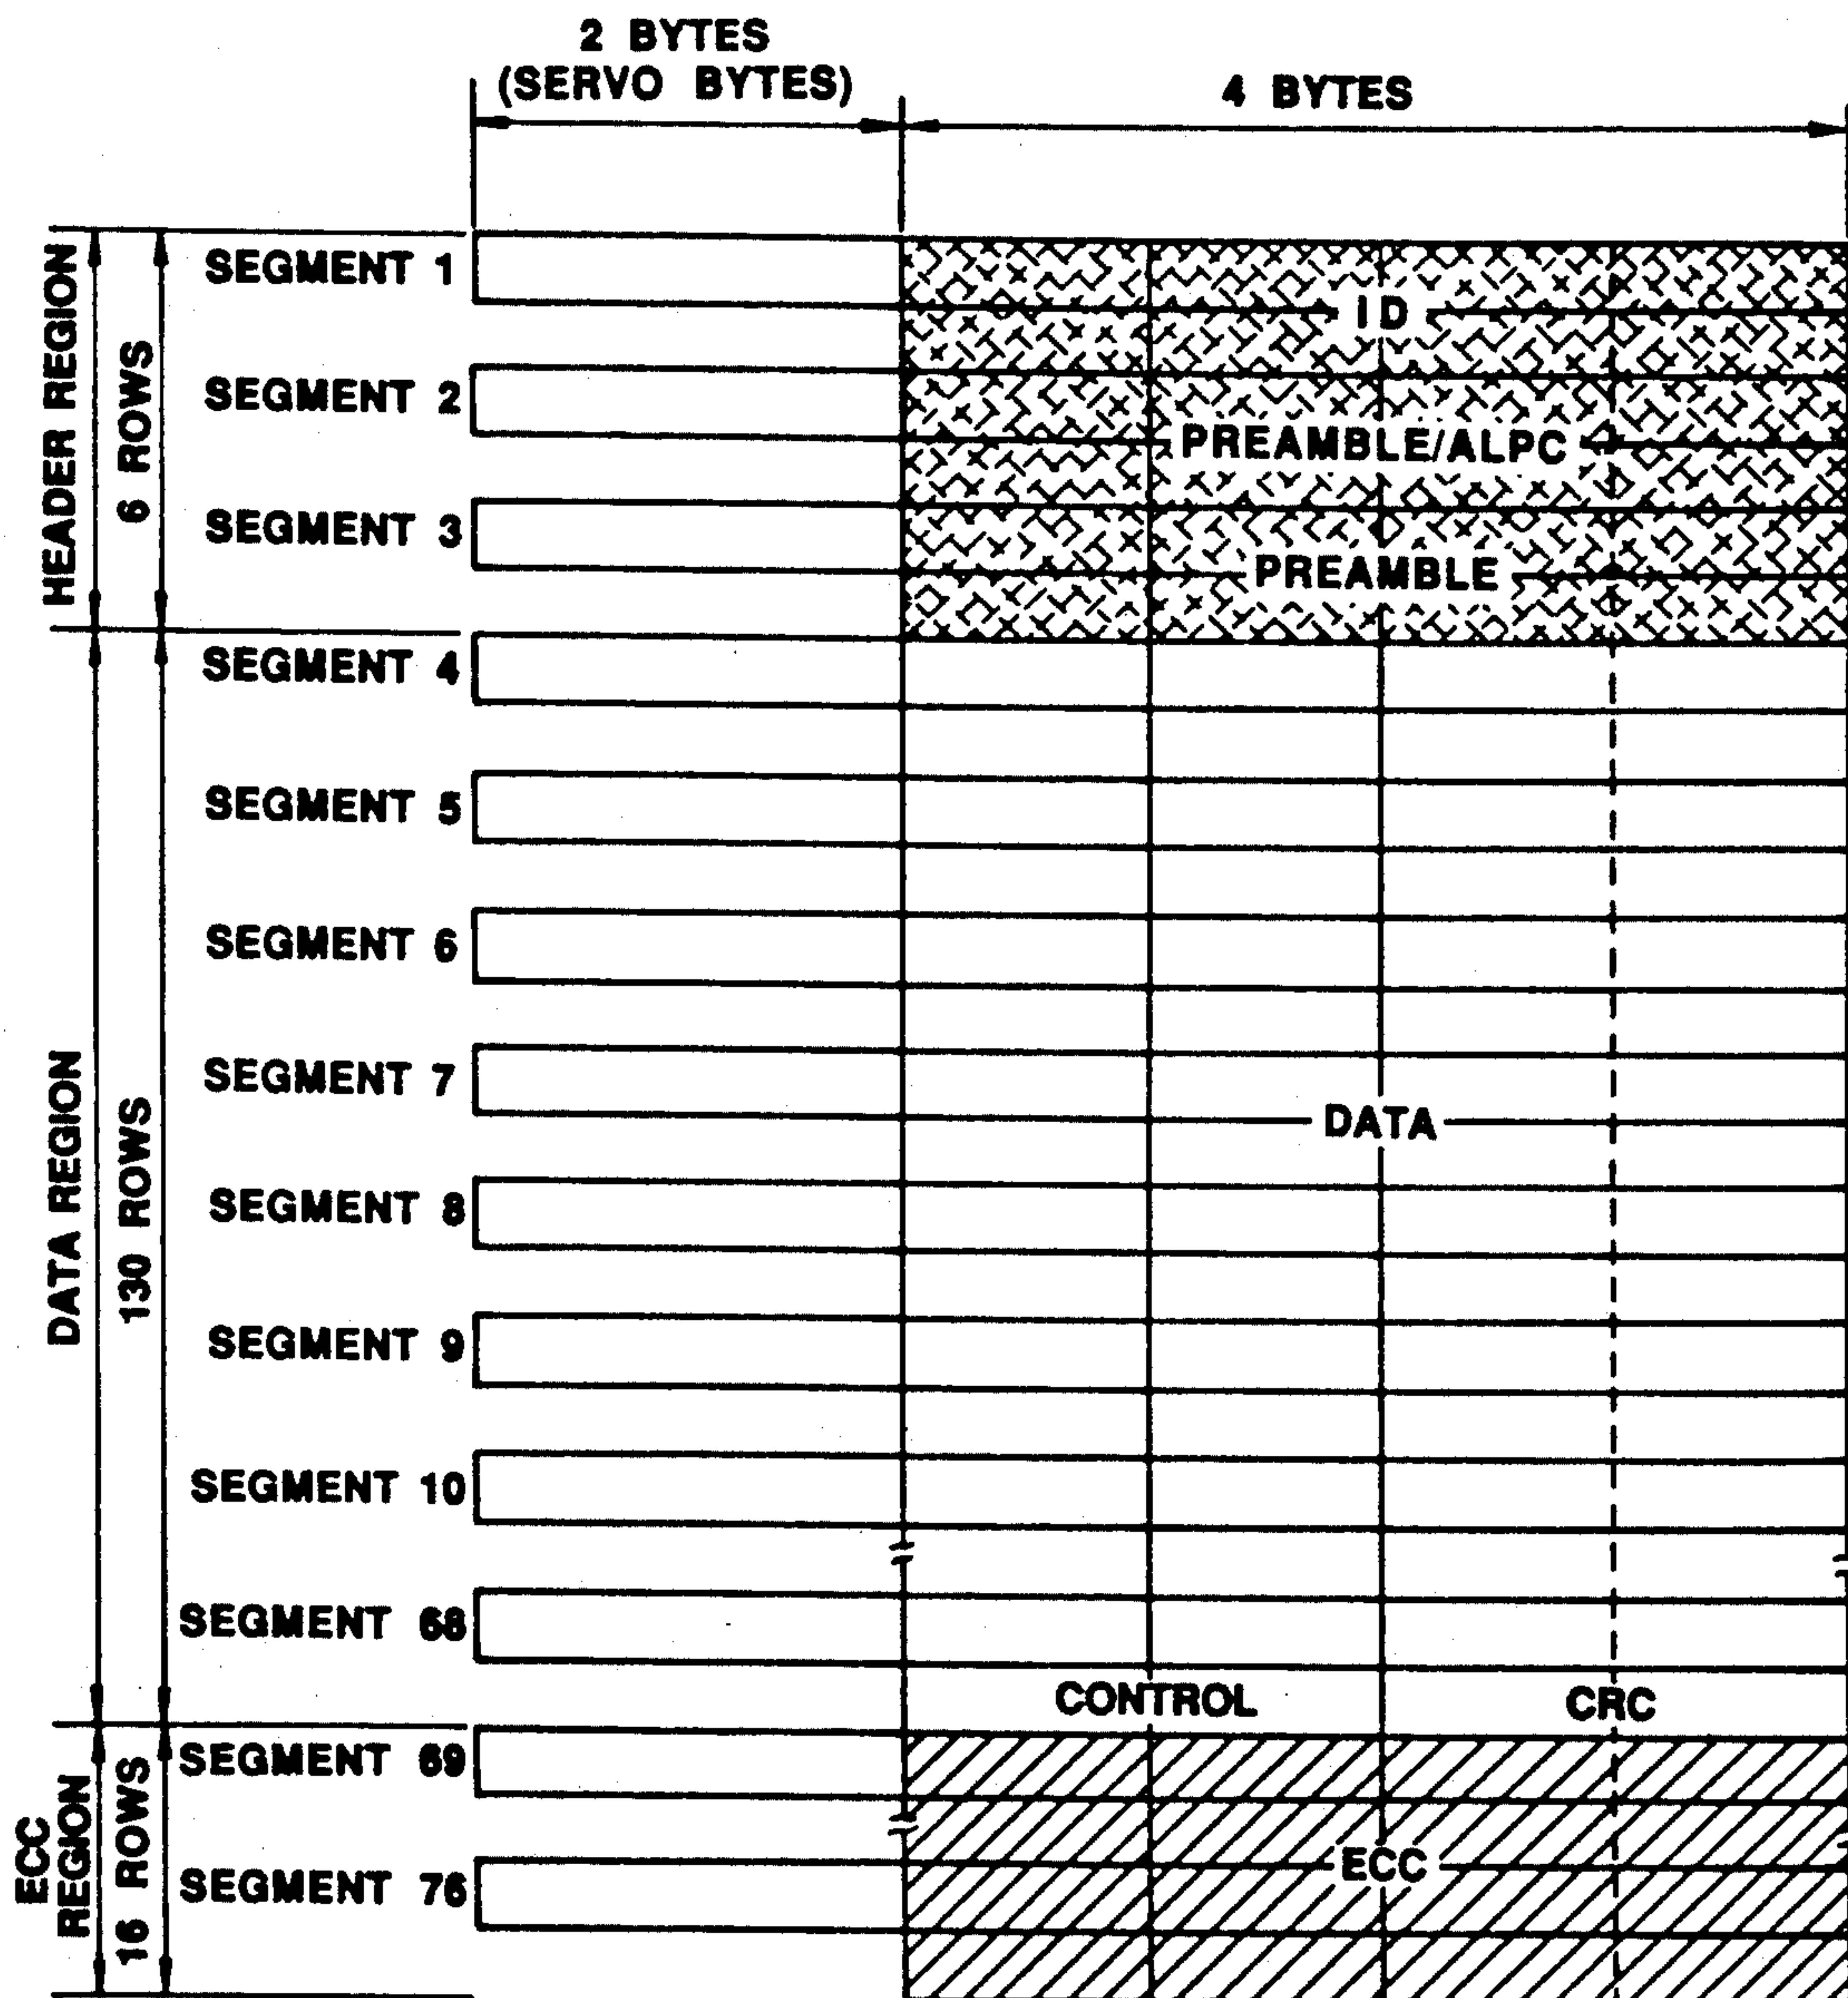 2 BYTES
(SERVO BYTES)
4 BYTES
HEADER REGION
6 ROWS
SEGMENT 1
ID
SEGMENT 2
PREAMBLE/ALPC
SEGMENT 3
PREAMBLE
DATA REGION
130 ROWS
SEGMENT 4
SEGMENT 5
SEGMENT 6
SEGMENT 7
DATA
SEGMENT 8
SEGMENT 9
SEGMENT 10
SEGMENT 68
CONTROL
CRC
ECC
REGION
16 ROWS
SEGMENT 69
SEGMENT 76
ECC